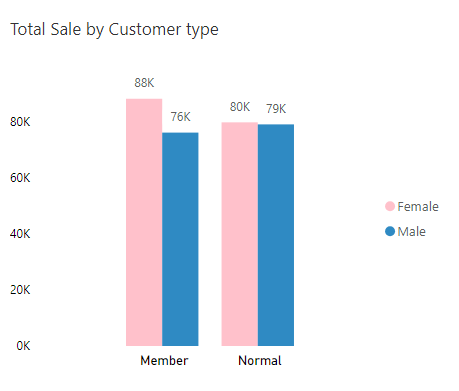 Total Sale by Customer type
88K
76K
80K
79K
80K
60K
40K
20K
0K
Member
Normal
Female
Male